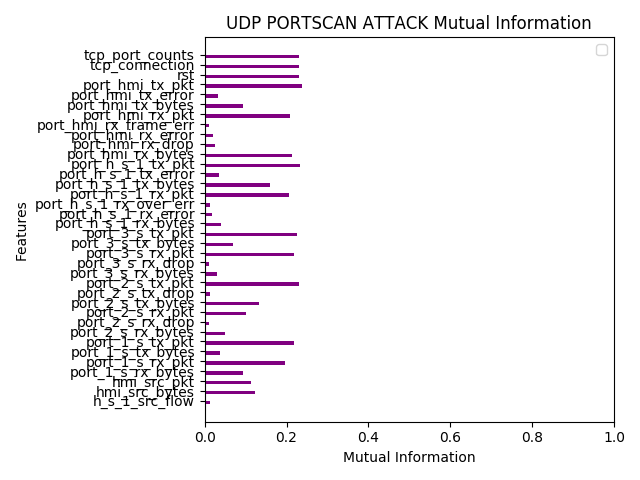 UDP PORTSCAN ATTACK Mutual Information
tcp_port_counts
tcp_connection
rst
port_hmi_tx_pkt
port_hmi_tx_error
port_hmi_tx_bytes
port_hmi_rx_pkt
port_hmi_rx_frame_err
port_hmi_rx_error
port_hmi_rx_drop
port_hmi_rx_bytes
port_h_s_1_tx_pkt
port_h_s_1_tx_error
port_h_s_1_tx_bytes
port_h_s_1_rx_pkt
port_h_s_1_rx_over_err
port_h_s_1_rx_error
port_h_s_1_rx_bytes
port_3_s_tx_pkt
port_3_s_tx_bytes
port_3_s_rx_pkt
port_3_s_rx_drop
port_3_s_rx_bytes
port_2_s_tx_pkt
port_2_s_tx_drop
port_2_s_tx_bytes
port_2_s_rx_pkt
port_2_s_rx_drop
port_2_s_rx_bytes
port_1_s_tx_pkt
port_1_s_tx_bytes
port_1_s_rx_pkt
port_1_s_rx_bytes
hmi_src_pkt
hmi_src_bytes
h_s_1_src_flow
Features
0.0 0.2 0.4 0.6 0.8 1.0
Mutual Information